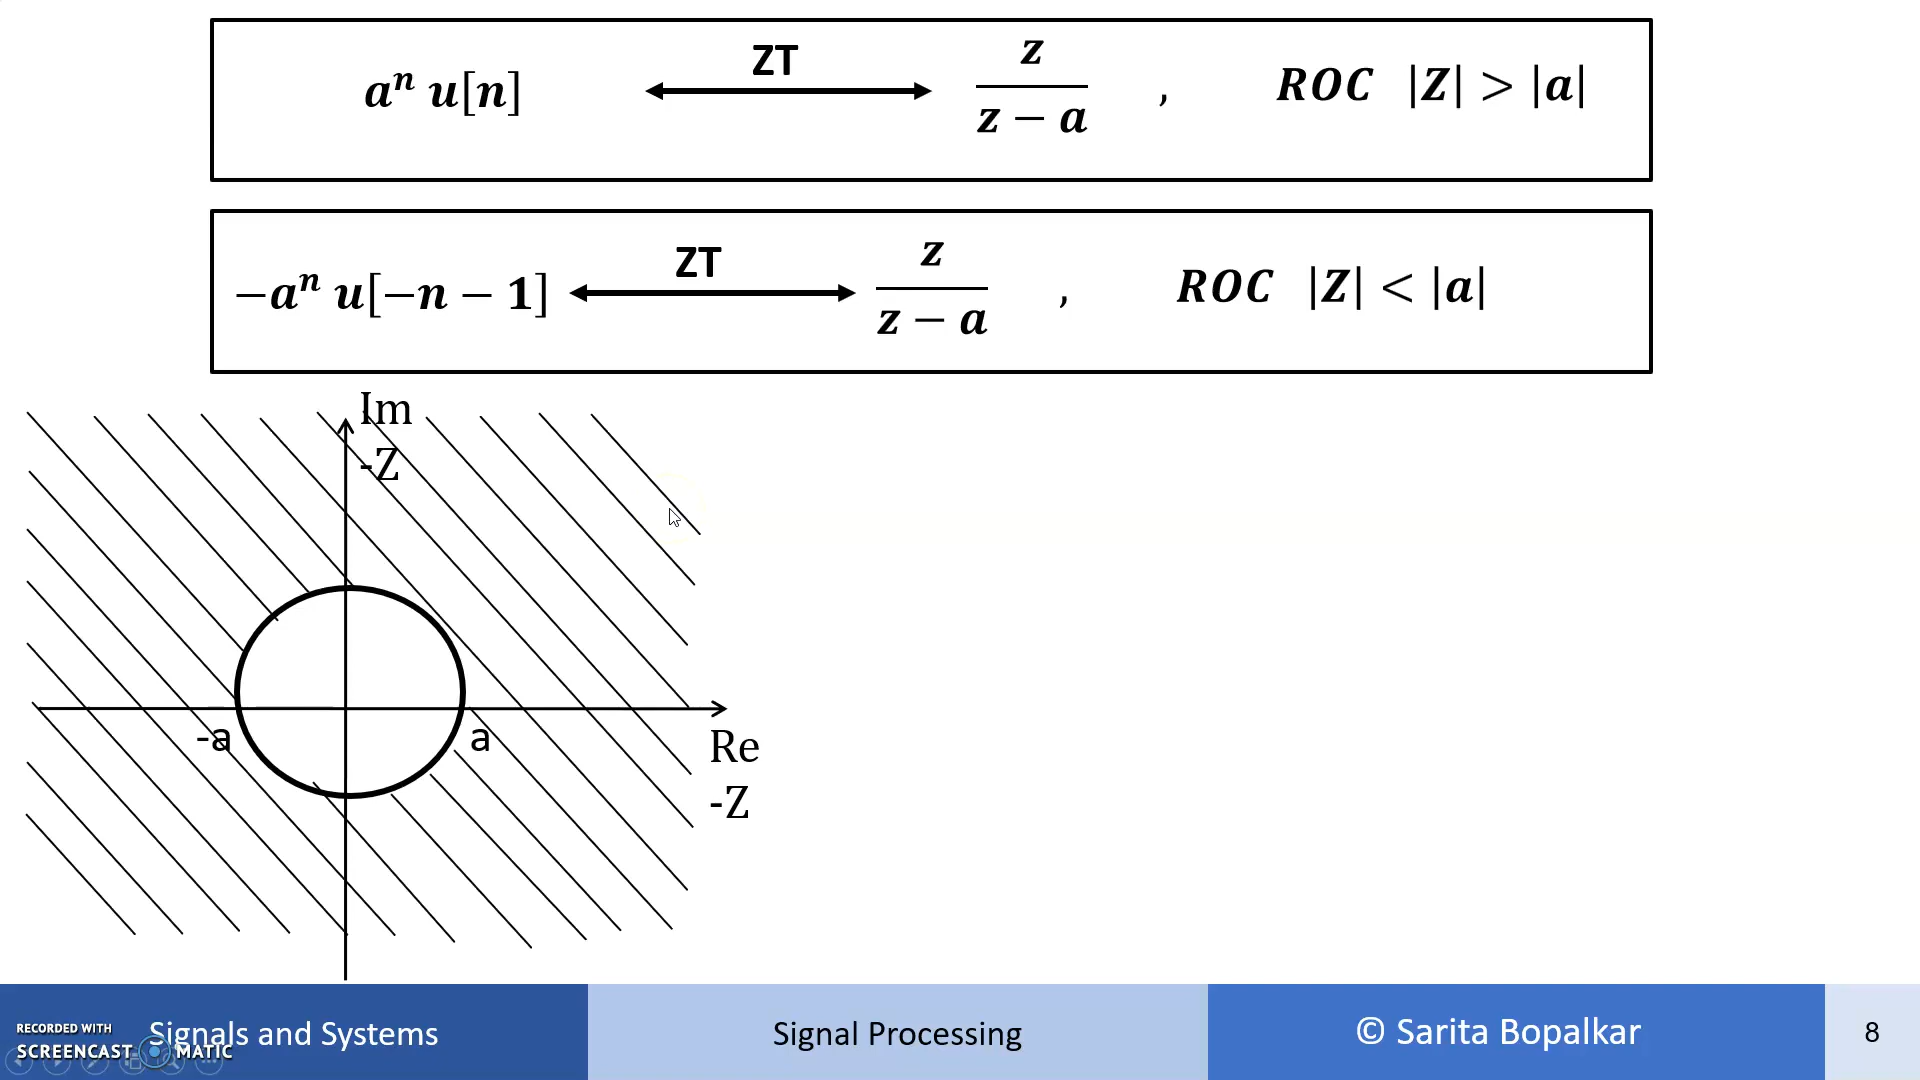 ZT
aⁿ u[n] z/(z − a) , ROC |Z| > |a|
ZT
−aⁿ u[−n − 1] z/(z − a) , ROC |Z| < |a|
Im
-Z
-a
a
Re
-Z
RECORDED WITH
SCREENCAST MATIC
Signals and Systems
Signal Processing
© Sarita Bopalkar
8